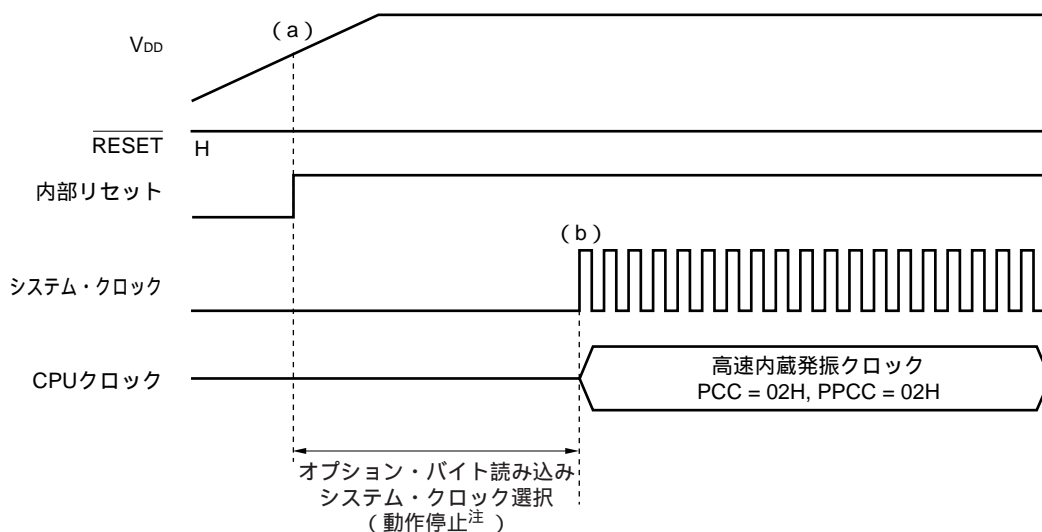 (a)
VDD
RESET
H
内部リセット
(b)
システム・クロック
高速内蔵発振クロック
CPUクロック
PCC = 02H, PPCC = 02H
オプション・バイト読み込み
システム・クロック選択
(動作停止注)